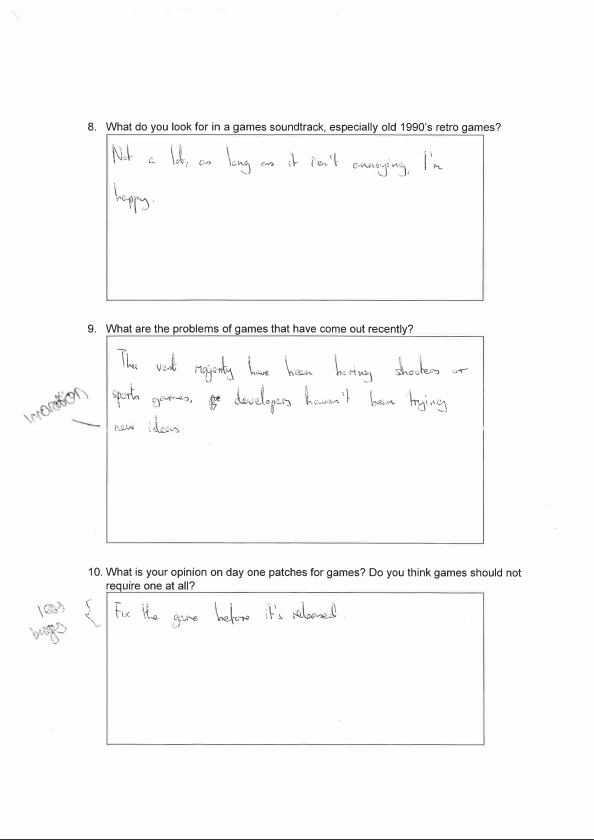 8. What do you look for in a games soundtrack, especially old 1990's retro games?
Not a lot, as long as it isn't annoying, I'm
happy.
9. What are the problems of games that have come out recently?
The vast majority have been boring shooters or
sports games, developers haven't been trying
new ideas.
Inovation
10. What is your opinion on day one patches for games? Do you think games should not
require one at all?
less
bugs
Fix the game before it's released.